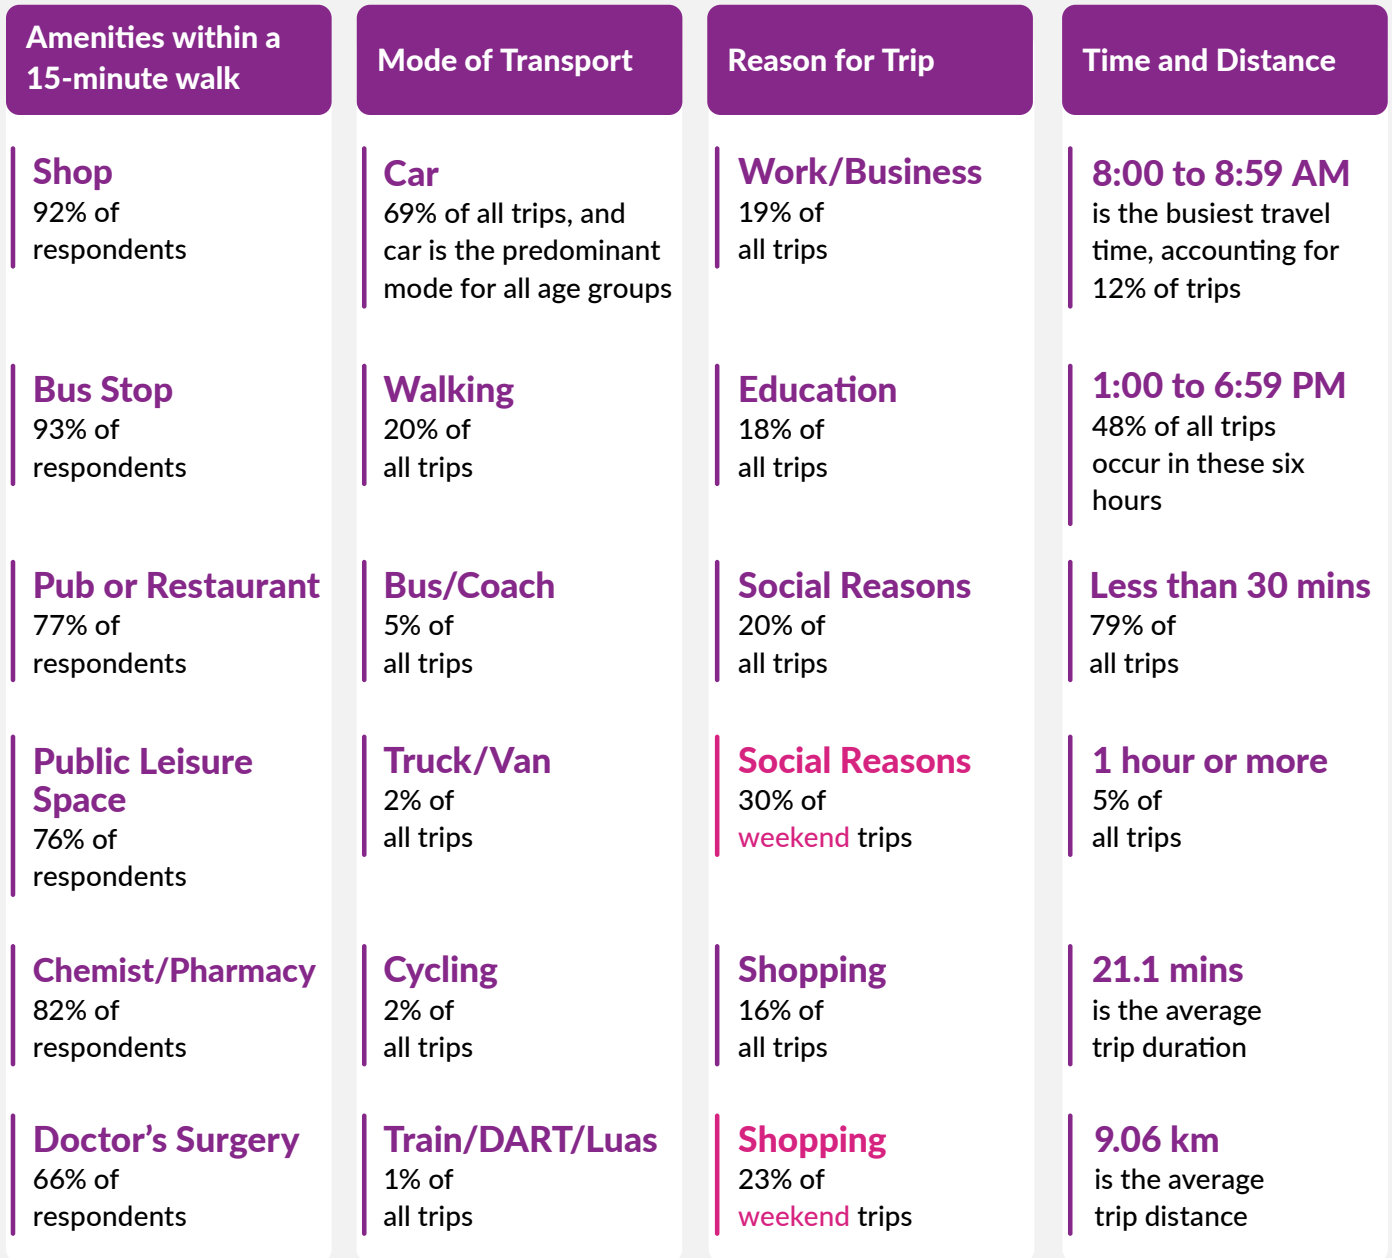 Amenities within a
15-minute walk
Shop
92% of
respondents
Bus Stop
93% of
respondents
Pub or Restaurant
77% of
respondents
Public Leisure
Space
76% of
respondents
Chemist/Pharmacy
82% of
respondents
Doctor’s Surgery
66% of
respondents
Mode of Transport
Car
69% of all trips, and
car is the predominant
mode for all age groups
Walking
20% of
all trips
Bus/Coach
5% of
all trips
Truck/Van
2% of
all trips
Cycling
2% of
all trips
Train/DART/Luas
1% of
all trips
Reason for Trip
Work/Business
19% of
all trips
Education
18% of
all trips
Social Reasons
20% of
all trips
Social Reasons
30% of
weekend trips
Shopping
16% of
all trips
Shopping
23% of
weekend trips
Time and Distance
8:00 to 8:59 AM
is the busiest travel
time, accounting for
12% of trips
1:00 to 6:59 PM
48% of all trips
occur in these six
hours
Less than 30 mins
79% of
all trips
1 hour or more
5% of
all trips
21.1 mins
is the average
trip duration
9.06 km
is the average
trip distance